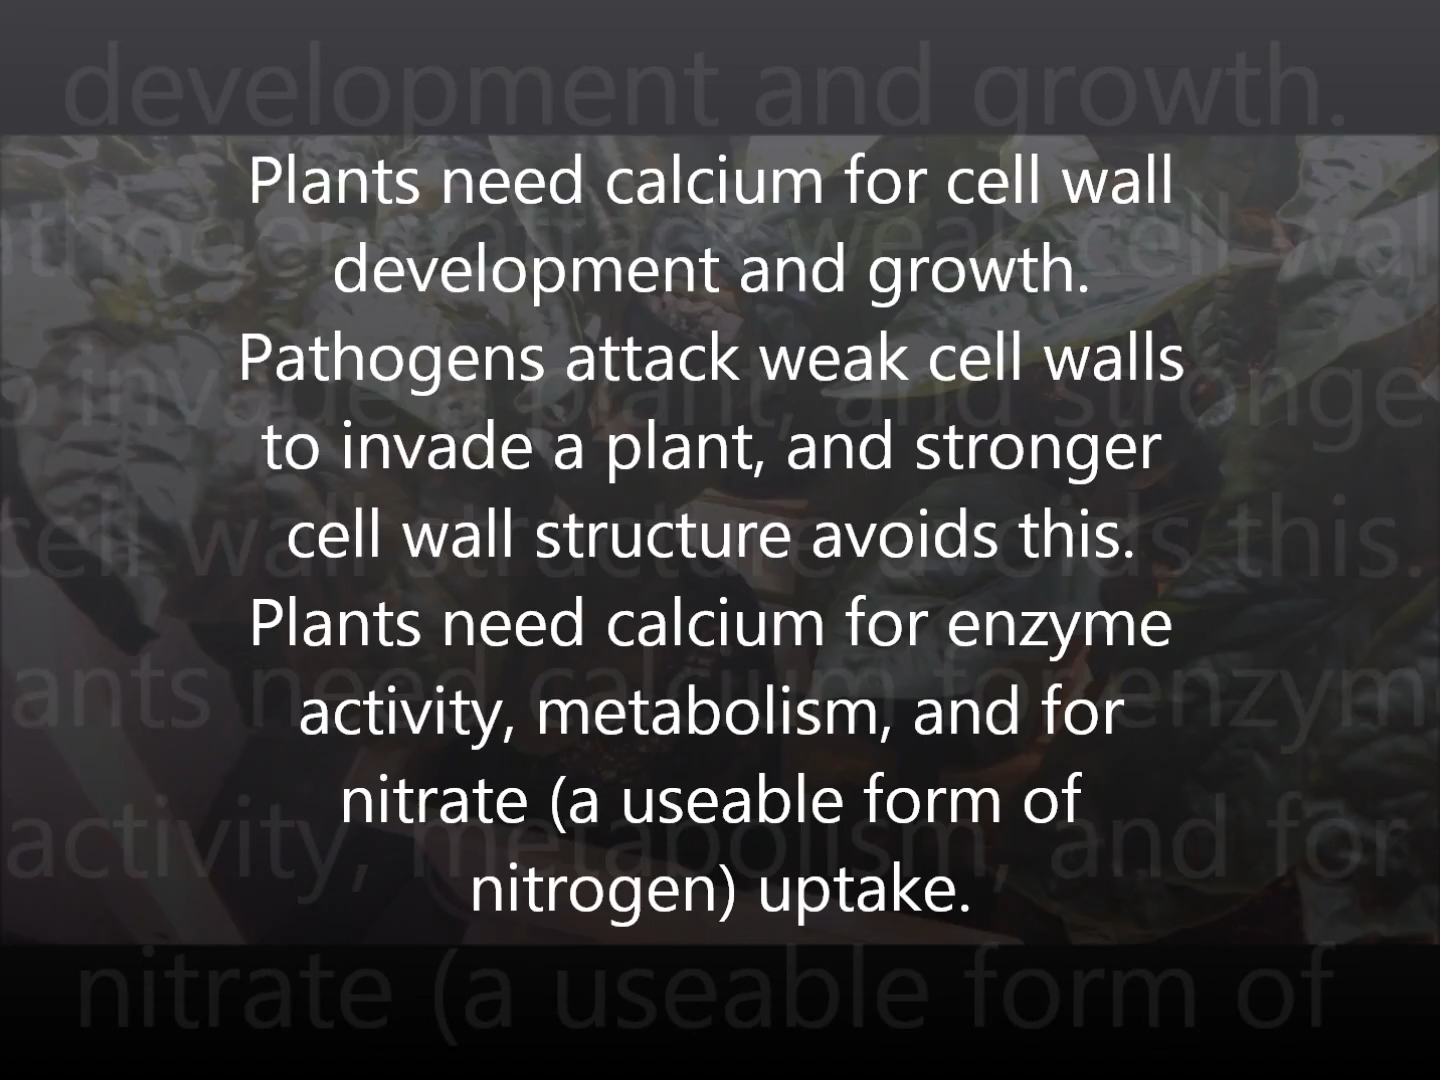 Plants need calcium for cell wall
development and growth.
Pathogens attack weak cell walls
to invade a plant, and stronger
cell wall structure avoids this.
Plants need calcium for enzyme
activity, metabolism, and for
nitrate (a useable form of
nitrogen) uptake.